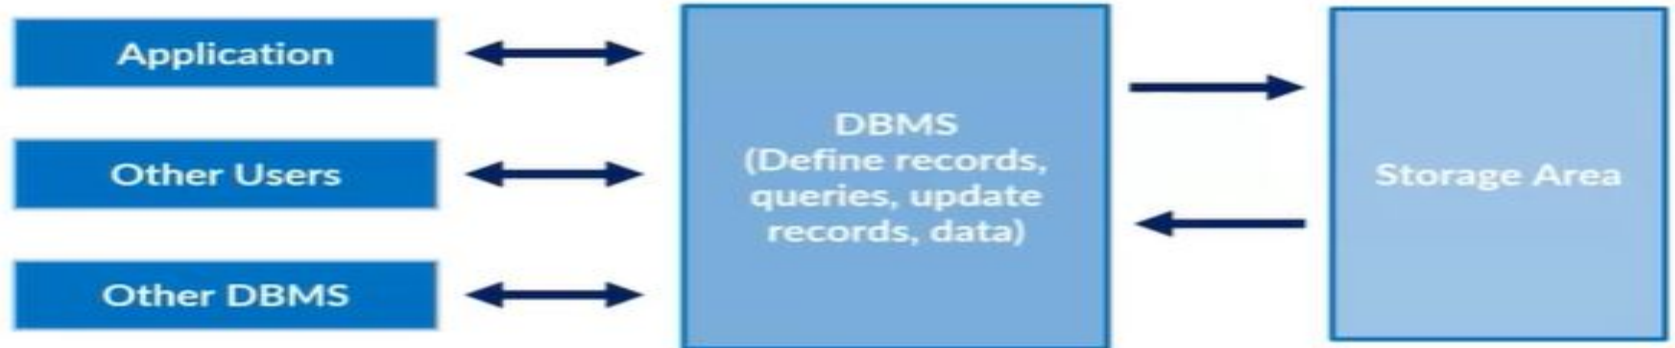 Application
Other Users
Other DBMS
DBMS
(Define records,
queries, update
records, data)
Storage Area